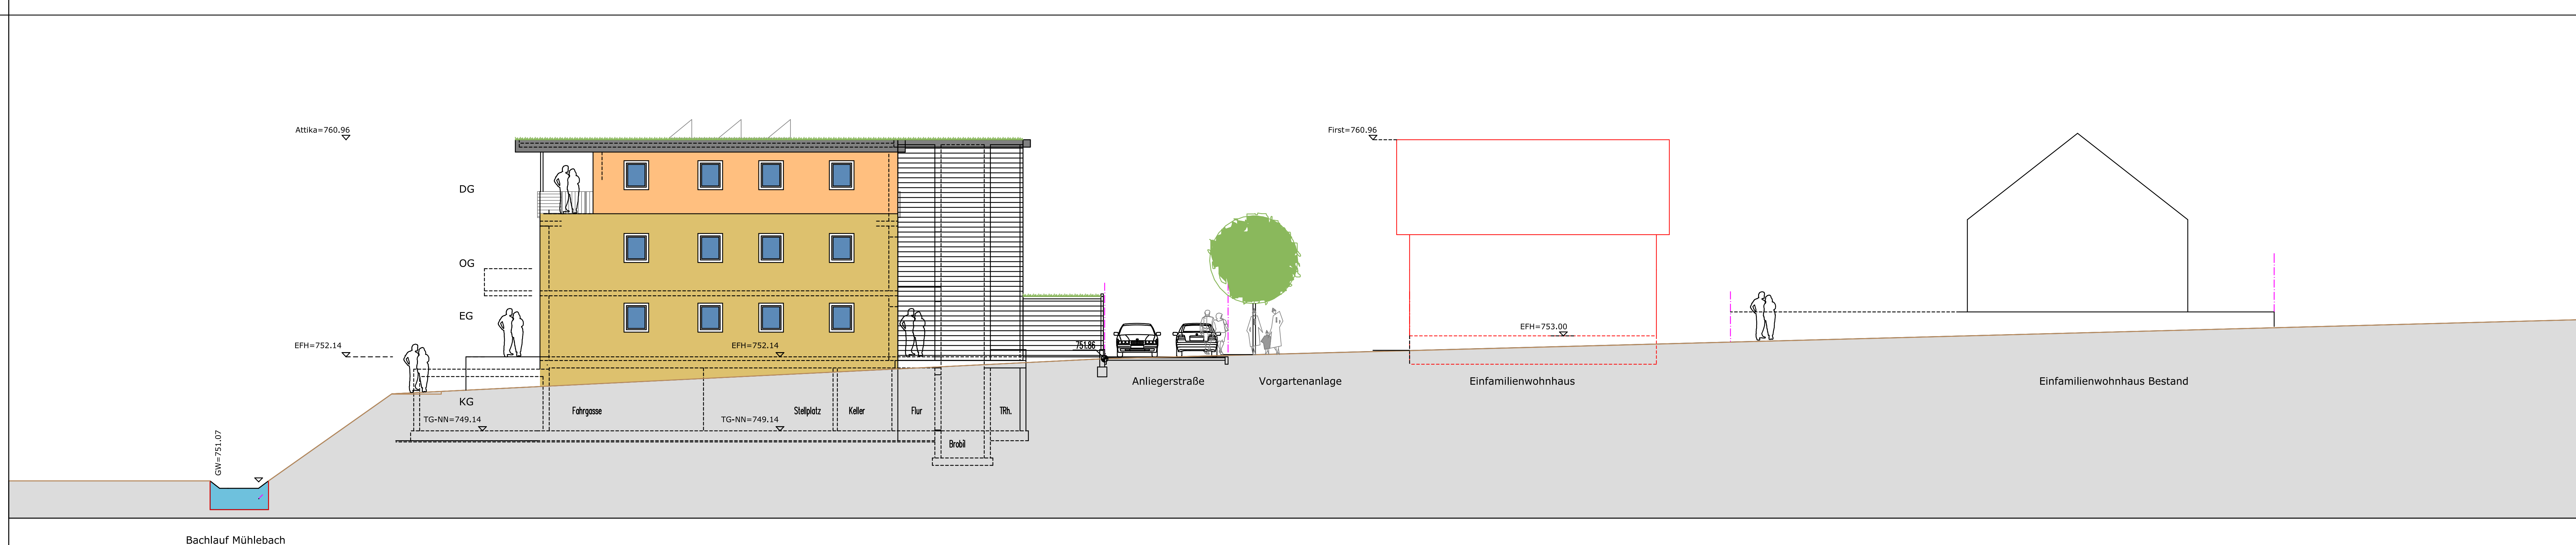 Attika=760.96
First=760.96
DG
OG
EG
EFH=752.14
EFH=752.14
751.86
EFH=753.00
Anliegerstraße
Vorgartenanlage
Einfamilienwohnhaus
Einfamilienwohnhaus Bestand
KG
Fahrgasse
Stellplatz
Keller
Flur
TRh.
TG-NN=749.14
TG-NN=749.14
Brobil
GW=751.07
Bachlauf Mühlebach